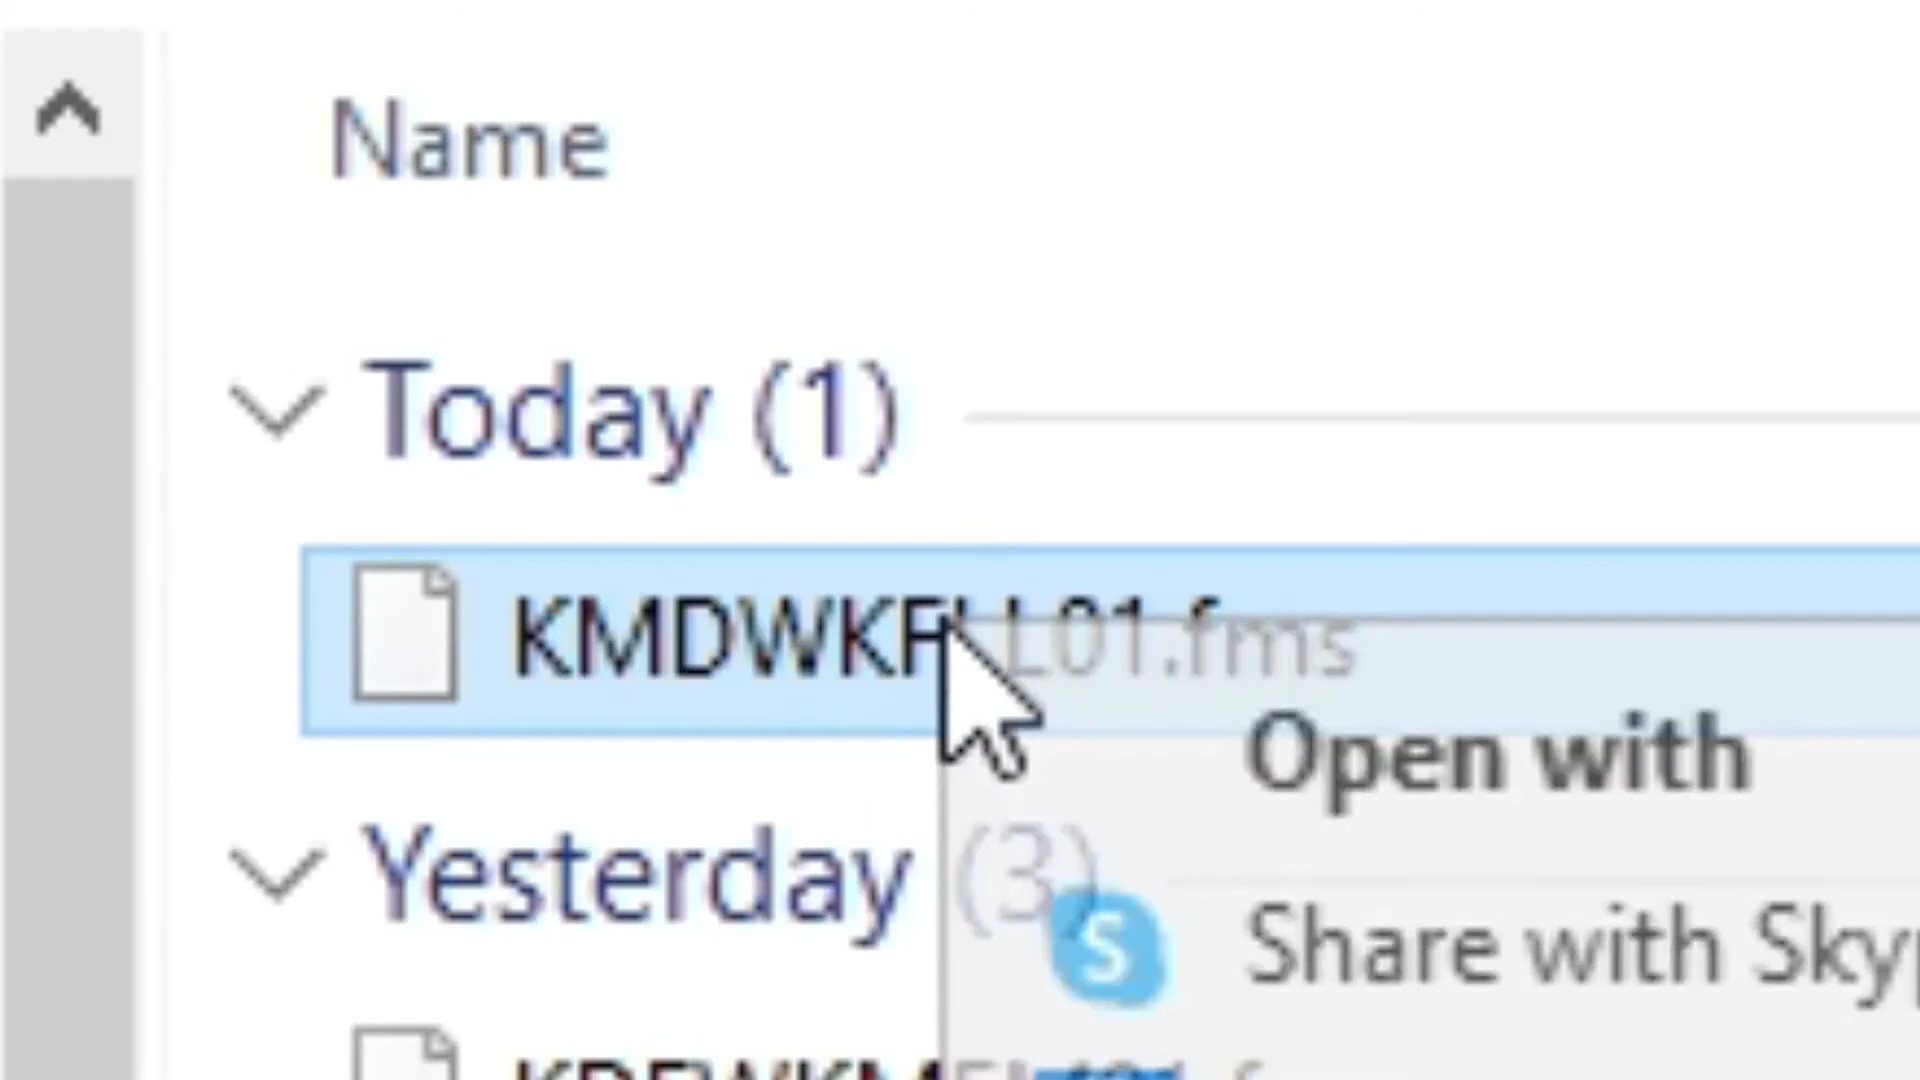 Name
Today (1)
KMDWKFLL01.fms
Open with
Yesterday (3)
Share with Sky